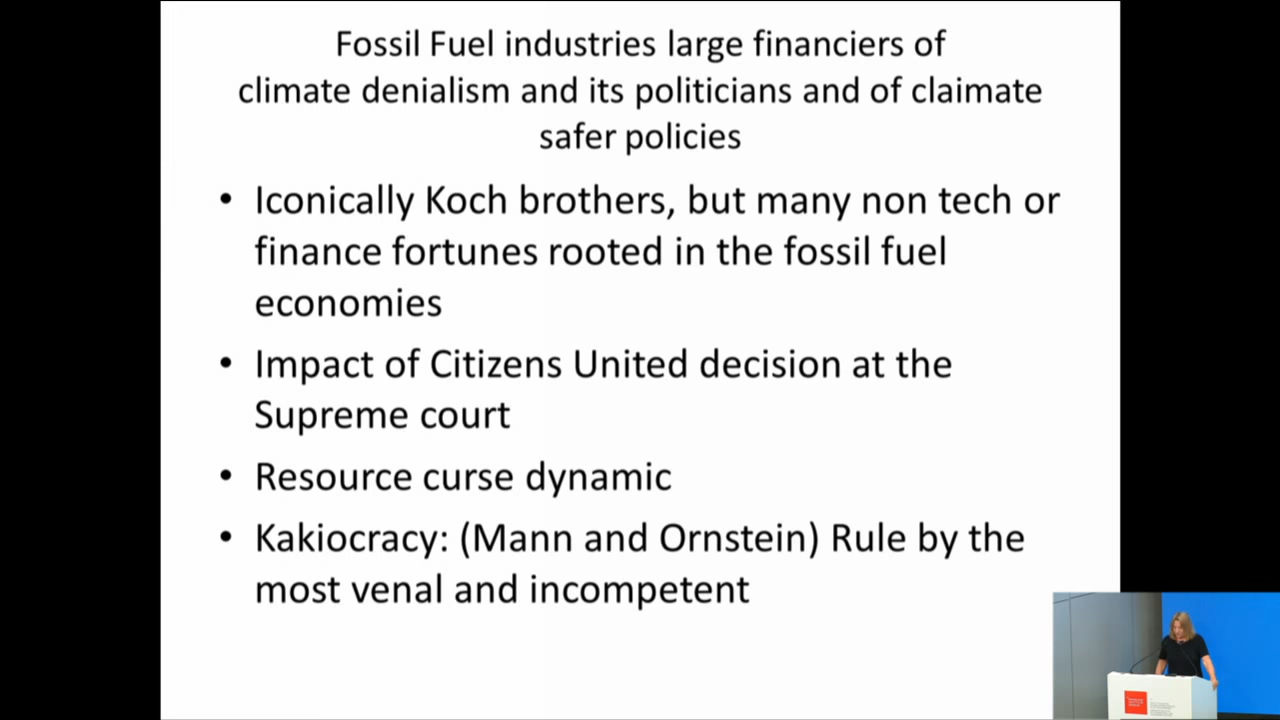 Fossil Fuel industries large financiers of
climate denialism and its politicians and of claimate
safer policies
• Iconically Koch brothers, but many non tech or
finance fortunes rooted in the fossil fuel
economies
• Impact of Citizens United decision at the
Supreme court
• Resource curse dynamic
• Kakiocracy: (Mann and Ornstein) Rule by the
most venal and incompetent